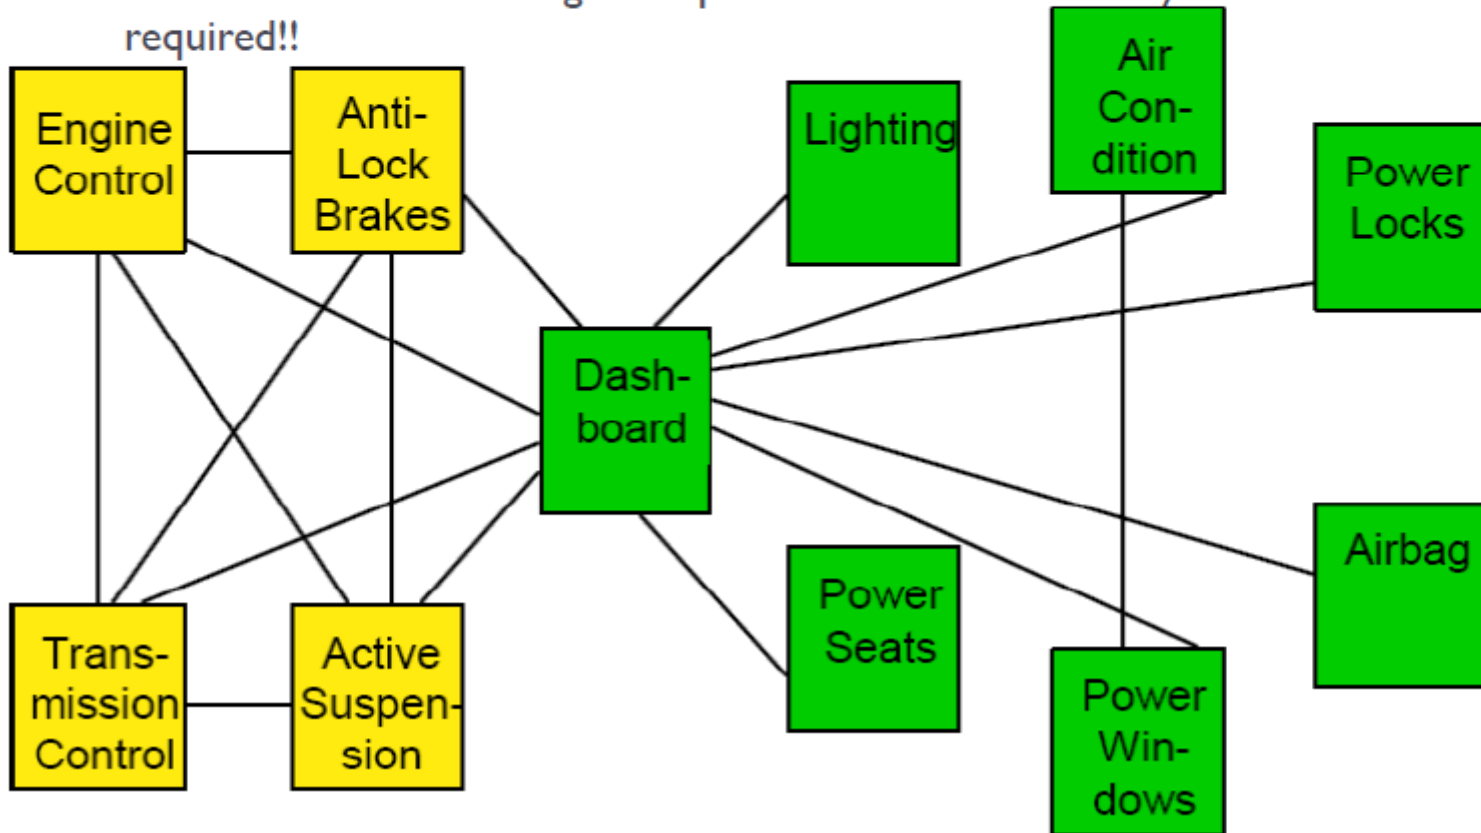 required!!
Engine
Control
Anti-
Lock
Brakes
Lighting
Air
Con-
dition
Power
Locks
Dash-
board
Trans-
mission
Control
Active
Suspen-
sion
Power
Seats
Power
Win-
dows
Airbag